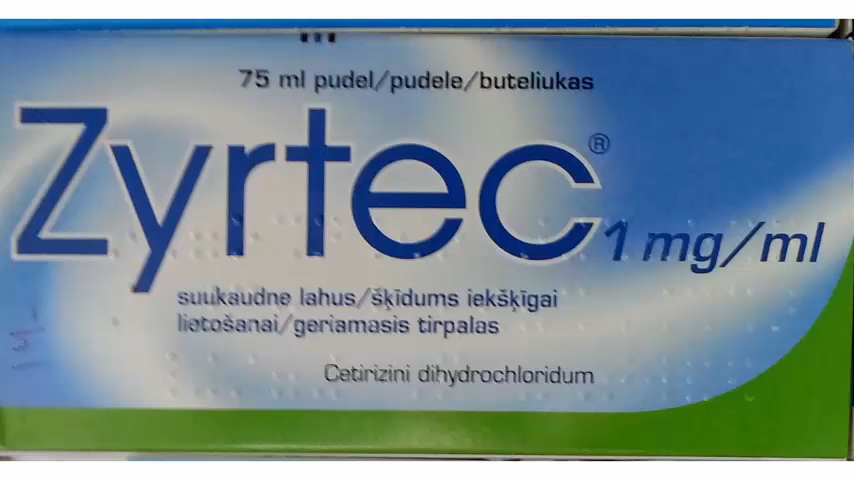 75 ml pudel/pudele/buteliukas
Zyrtec®
1 mg/ml
suukaudne lahus/šķīdums iekšķīgai
lietošanai/geriamasis tirpalas
Cetirizini dihydrochloridum